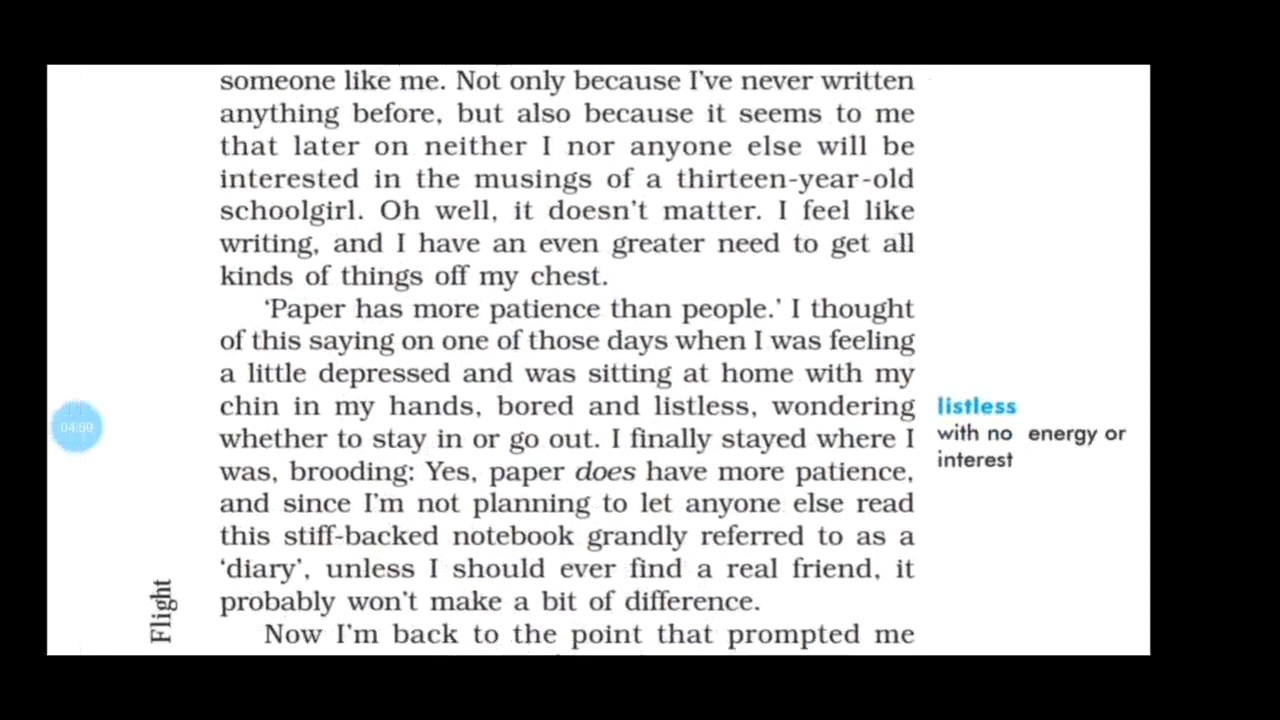 someone like me. Not only because I've never written
anything before, but also because it seems to me
that later on neither I nor anyone else will be
interested in the musings of a thirteen-year-old
schoolgirl. Oh well, it doesn't matter. I feel like
writing, and I have an even greater need to get all
kinds of things off my chest.
‘Paper has more patience than people.’ I thought
of this saying on one of those days when I was feeling
a little depressed and was sitting at home with my
chin in my hands, bored and listless, wondering
whether to stay in or go out. I finally stayed where I
was, brooding: Yes, paper does have more patience,
and since I'm not planning to let anyone else read
this stiff-backed notebook grandly referred to as a
‘diary’, unless I should ever find a real friend, it
probably won't make a bit of difference.
Now I'm back to the point that prompted me
listless
with no energy or
interest
04:59
Flight